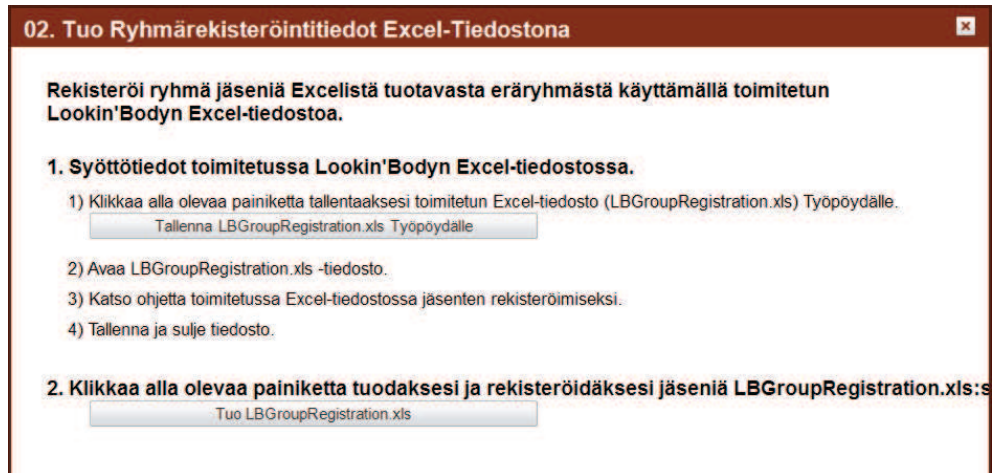 02. Tuo Ryhmärekisteröintitiedot Excel-Tiedostona
Rekisteröi ryhmä jäseniä Excelistä tuotavasta eräryhmästä käyttämällä toimitetun
Lookin'Bodyn Excel-tiedostoa.
1. Syöttötiedot toimitetussa Lookin'Bodyn Excel-tiedostossa.
1) Klikkaa alla olevaa painiketta tallentaaksesi toimitetun Excel-tiedosto (LBGroupRegistration.xls) Työpöydälle.
Tallenna LBGroupRegistration.xls Työpöydälle
2) Avaa LBGroupRegistration.xls -tiedosto.
3) Katso ohjetta toimitetussa Excel-tiedostossa jäsenten rekisteröimiseksi.
4) Tallenna ja sulje tiedosto.
2. Klikkaa alla olevaa painiketta tuodaksesi ja rekisteröidäksesi jäseniä LBGroupRegistration.xls:s
Tuo LBGroupRegistration.xls